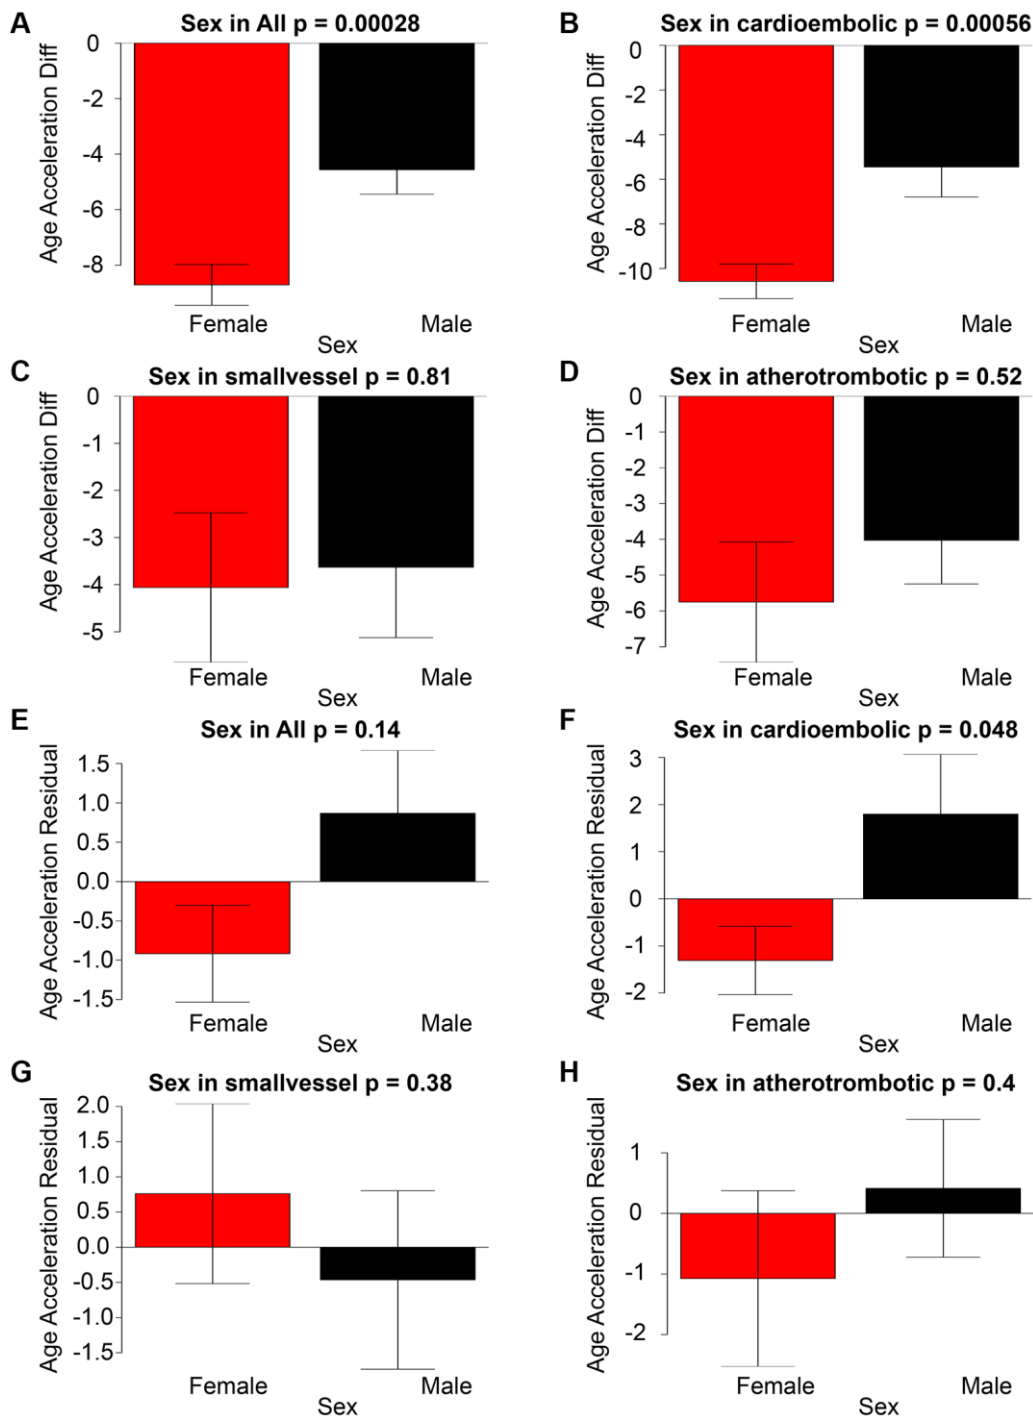 A
Sex in All p = 0.00028
Age Acceleration Diff
0
-2
-4
-6
-8
Female
Male
Sex
B
Sex in cardioembolic p = 0.00056
Age Acceleration Diff
0
-2
-4
-6
-8
-10
Female
Male
Sex
C
Sex in smallvessel p = 0.81
Age Acceleration Diff
0
-1
-2
-3
-4
-5
Female
Male
Sex
D
Sex in atherotrombotic p = 0.52
Age Acceleration Diff
0
-1
-2
-3
-4
-5
-6
-7
Female
Male
Sex
E
Sex in All p = 0.14
Age Acceleration Residual
1.5
1.0
0.5
0.0
-0.5
-1.0
-1.5
Female
Male
Sex
F
Sex in cardioembolic p = 0.048
Age Acceleration Residual
3
2
1
0
-1
-2
Female
Male
Sex
G
Sex in smallvessel p = 0.38
Age Acceleration Residual
2.0
1.5
1.0
0.5
0.0
-0.5
-1.0
-1.5
Female
Male
Sex
H
Sex in atherotrombotic p = 0.4
Age Acceleration Residual
1
0
-1
-2
Female
Male
Sex